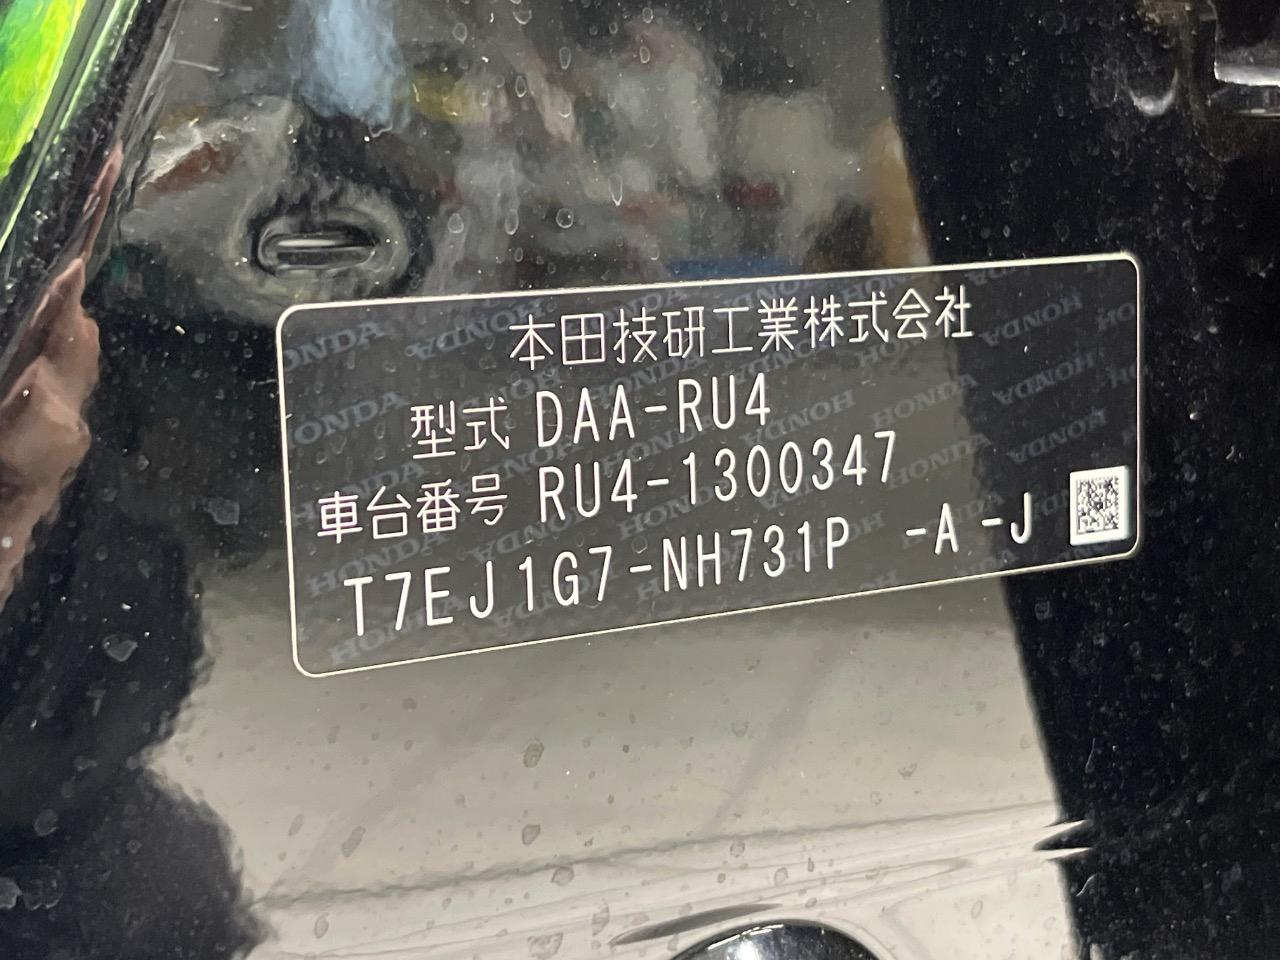 本田技研工業株式会社
型式 DAA-RU4
車台番号 RU4-1300347
T7EJ1G7-NH731P -A -J